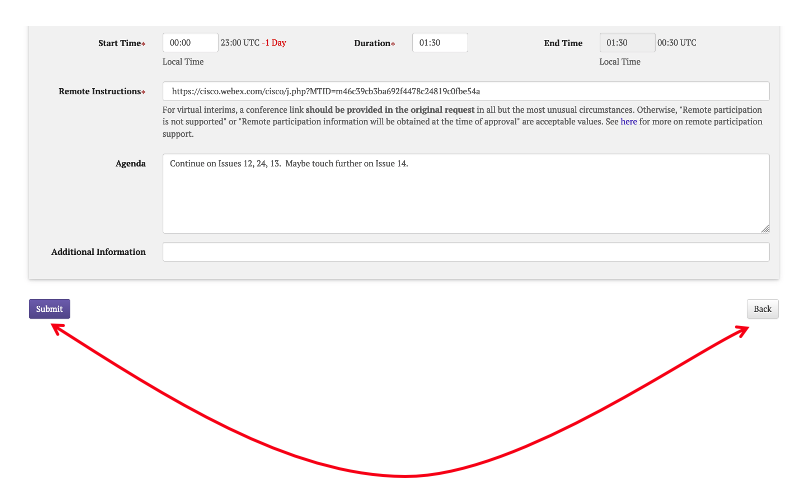 Start Time* 00:00 23:00 UTC -1 Day Duration* 01:30 End Time 01:30 00:30 UTC
Local Time Local Time
Remote Instructions* https://cisco.webex.com/cisco/j.php?MTID=m46c39cb3ba692f4478c24819c0fbe54a
For virtual interims, a conference link should be provided in the original request in all but the most unusual circumstances. Otherwise, "Remote participation
is not supported" or "Remote participation information will be obtained at the time of approval" are acceptable values. See here for more on remote participation
support.
Agenda Continue on Issues 12, 24, 13. Maybe touch further on Issue 14.
Additional Information
Submit Back